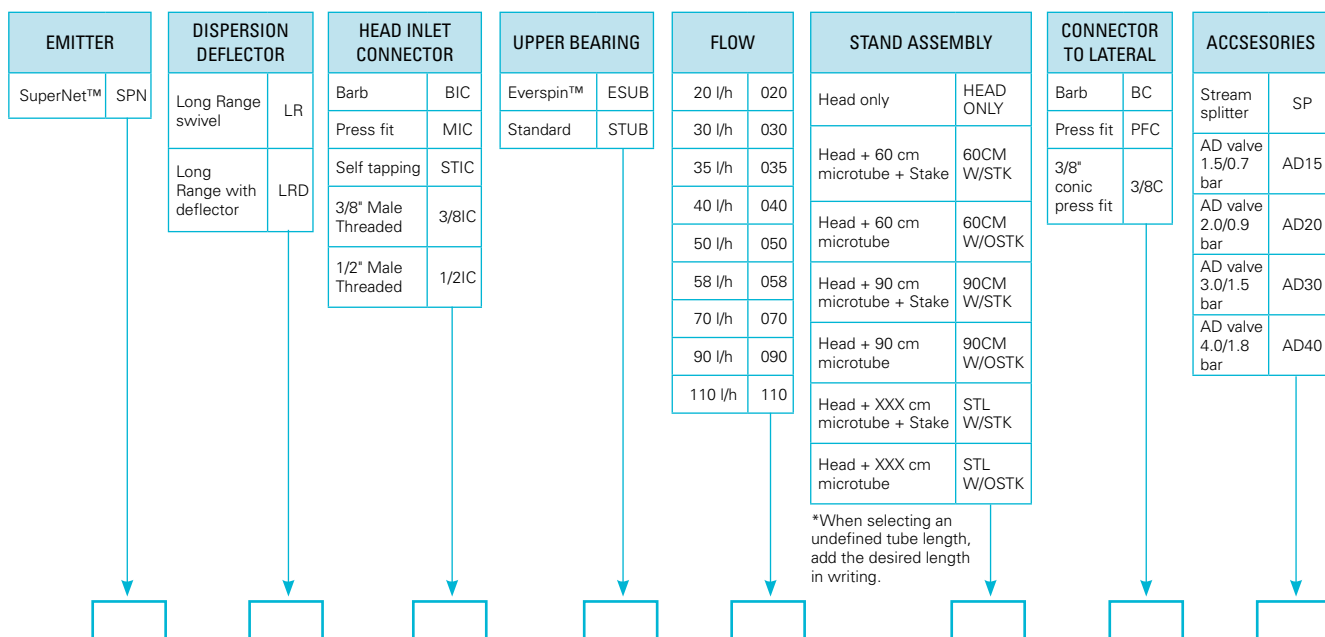 EMITTER
SuperNet™ SPN
DISPERSION
DEFLECTOR
Long Range
swivel
LR
Long
Range with
deflector
LRD
HEAD INLET
CONNECTOR
Barb BIC
Press fit MIC
Self tapping STIC
3/8" Male
Threaded
3/8IC
1/2" Male
Threaded
1/2IC
UPPER BEARING
Everspin™ ESUB
Standard STUB
FLOW
20 l/h 020
30 l/h 030
35 l/h 035
40 l/h 040
50 l/h 050
58 l/h 058
70 l/h 070
90 l/h 090
110 l/h 110
STAND ASSEMBLY
Head only
HEAD
ONLY
Head + 60 cm
microtube + Stake
60CM
W/STK
Head + 60 cm
microtube
60CM
W/OSTK
Head + 90 cm
microtube + Stake
90CM
W/STK
Head + 90 cm
microtube
90CM
W/OSTK
Head + XXX cm
microtube + Stake
STL
W/STK
Head + XXX cm
microtube
STL
W/OSTK
*When selecting an
undefined tube length,
add the desired length
in writing.
CONNECTOR
TO LATERAL
Barb BC
Press fit PFC
3/8"
conic
press fit
3/8C
ACCSESORIES
Stream
splitter
SP
AD valve
1.5/0.7
bar
AD15
AD valve
2.0/0.9
bar
AD20
AD valve
3.0/1.5
bar
AD30
AD valve
4.0/1.8
bar
AD40